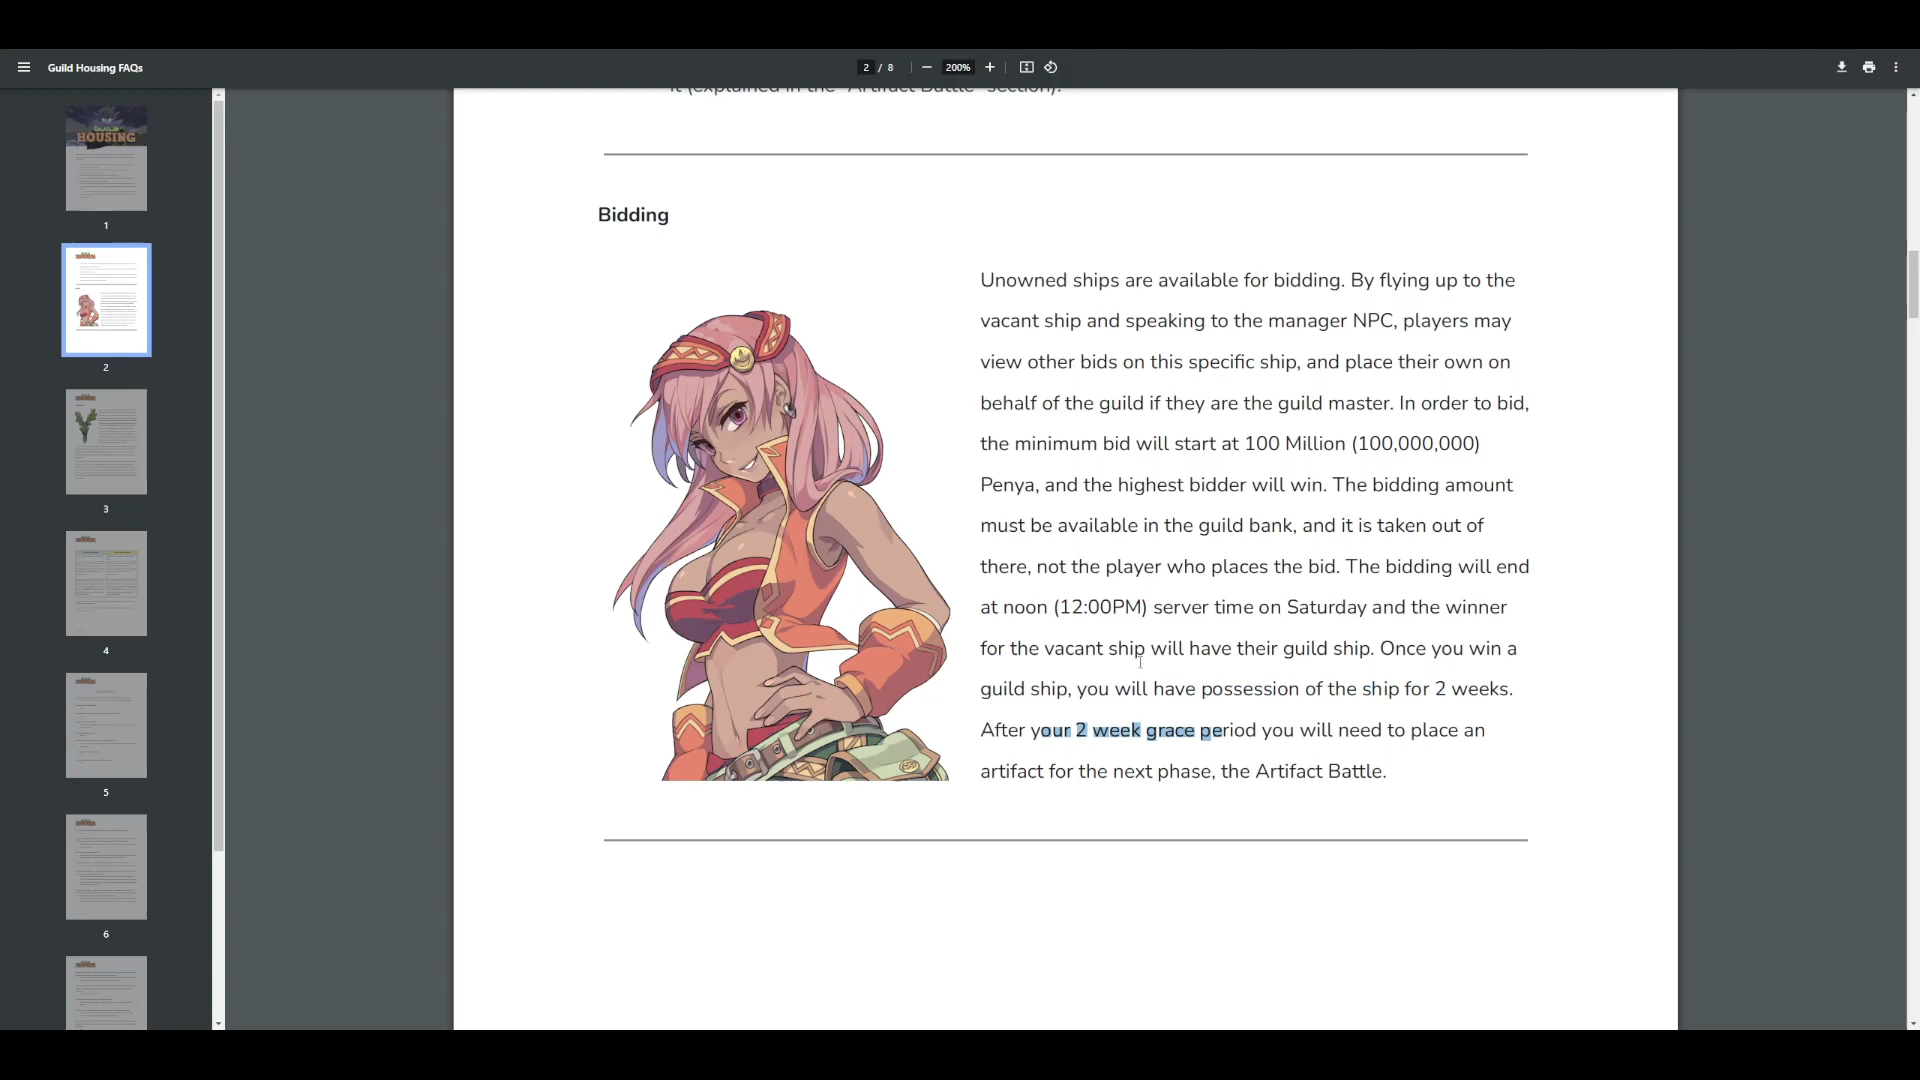 Guild Housing FAQs
2 / 8
200%
it (explained in the "Artifact Battle" section).
Bidding
Unowned ships are available for bidding. By flying up to the
vacant ship and speaking to the manager NPC, players may
view other bids on this specific ship, and place their own on
behalf of the guild if they are the guild master. In order to bid,
the minimum bid will start at 100 Million (100,000,000)
Penya, and the highest bidder will win. The bidding amount
must be available in the guild bank, and it is taken out of
there, not the player who places the bid. The bidding will end
at noon (12:00PM) server time on Saturday and the winner
for the vacant ship will have their guild ship. Once you win a
guild ship, you will have possession of the ship for 2 weeks.
After your 2 week grace period you will need to place an
artifact for the next phase, the Artifact Battle.
HOUSING
1
2
3
4
5
6